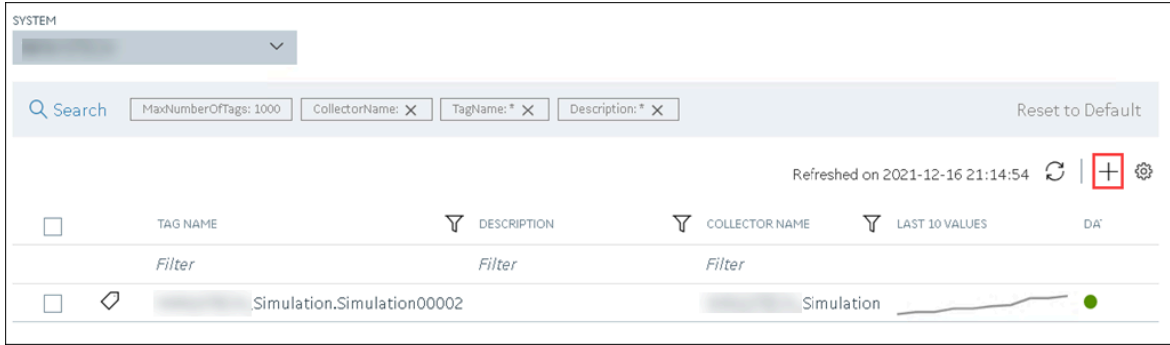 SYSTEM
Search MaxNumberOfTags: 1000 CollectorName: TagName: * Description: * Reset to Default
Refreshed on 2021-12-16 21:14:54
TAG NAME DESCRIPTION COLLECTOR NAME LAST 10 VALUES
Filter Filter Filter
Simulation.Simulation00002 Simulation